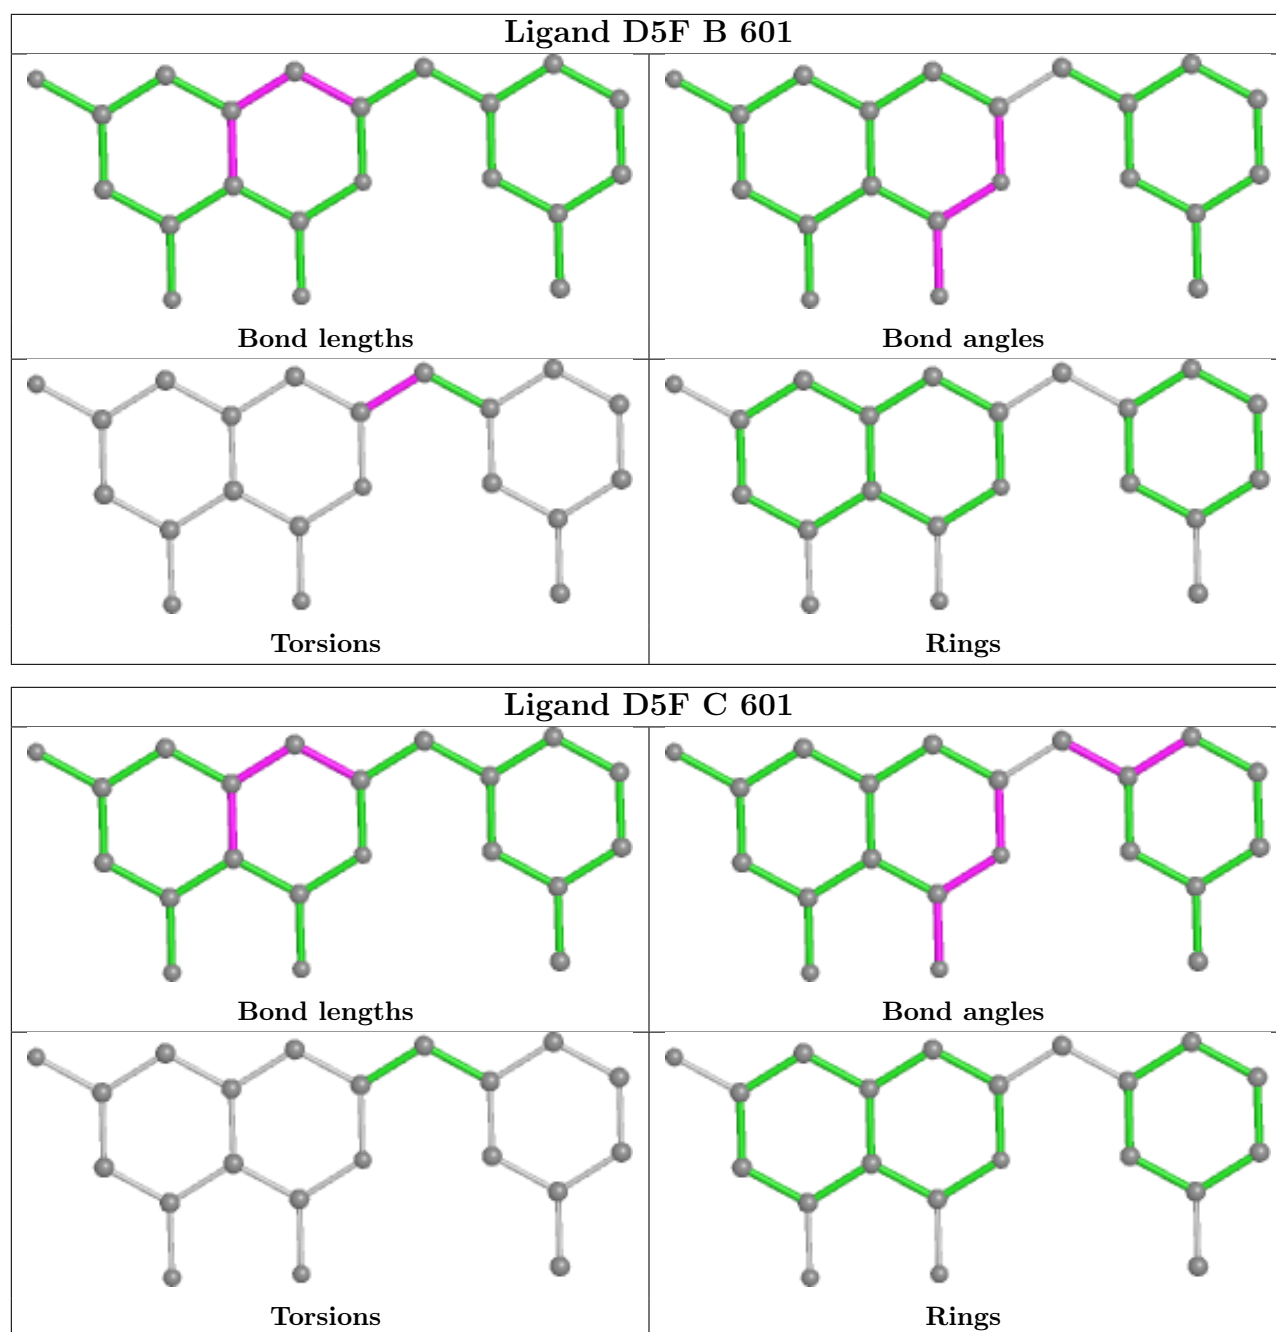 Ligand D5F B 601
Bond lengths
Bond angles
Torsions
Rings
Ligand D5F C 601
Bond lengths
Bond angles
Torsions
Rings